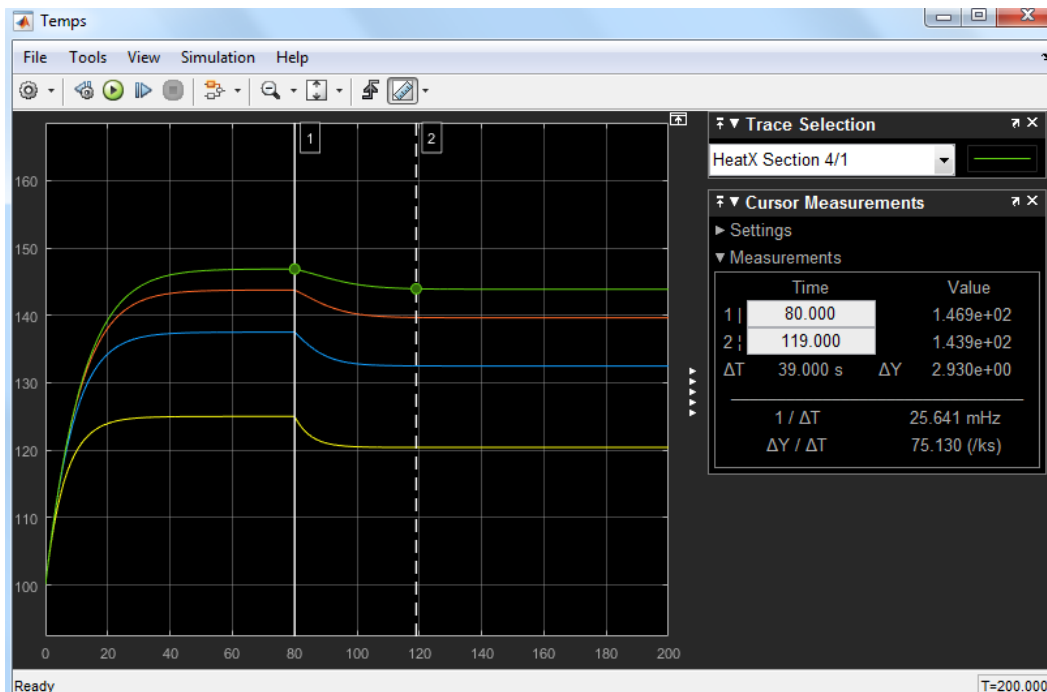 Temps
File Tools View Simulation Help
1
2
160
150
140
130
120
110
100
0 20 40 60 80 100 120 140 160 180 200
Trace Selection
HeatX Section 4/1
Cursor Measurements
Settings
Measurements
Time Value
1 | 80.000 1.469e+02
2 ¦ 119.000 1.439e+02
ΔT 39.000 s ΔY 2.930e+00
1 / ΔT 25.641 mHz
ΔY / ΔT 75.130 (/ks)
Ready T=200.000